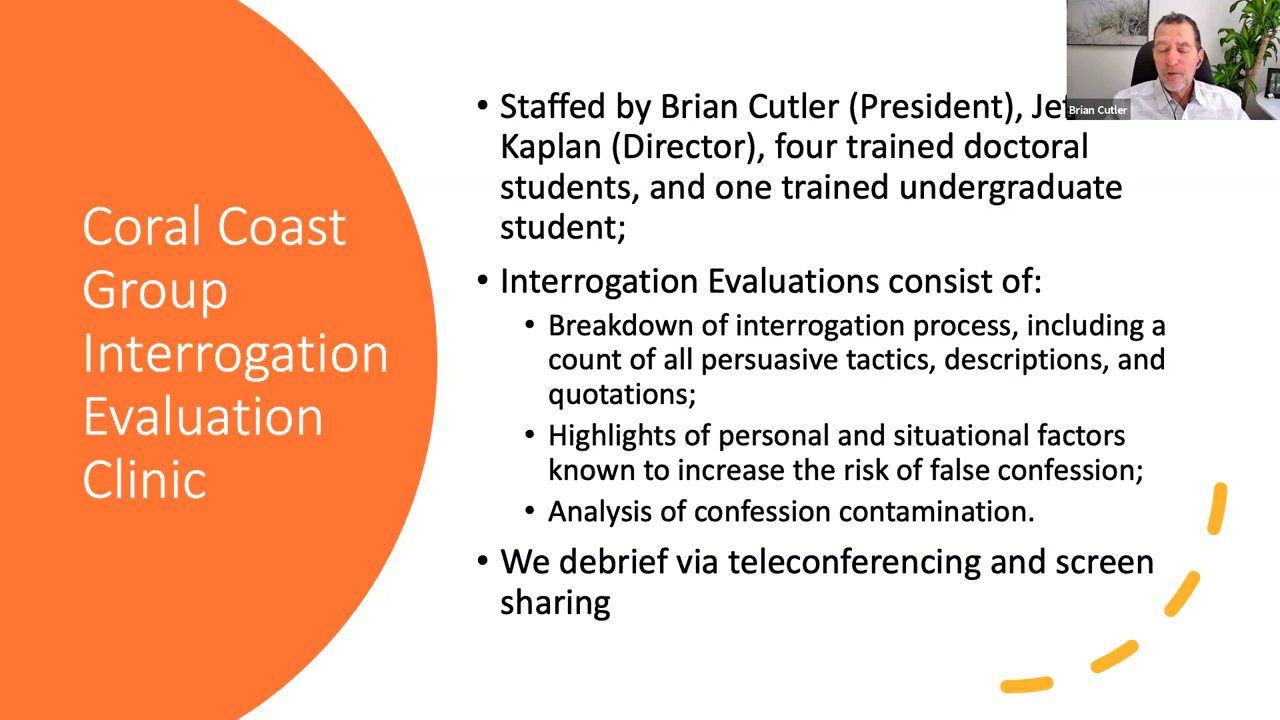 Coral Coast
Group
Interrogation
Evaluation
Clinic
• Staffed by Brian Cutler (President),
Kaplan (Director), four trained doctoral
students, and one trained undergraduate
student;
• Interrogation Evaluations consist of:
• Breakdown of interrogation process, including a
count of all persuasive tactics, descriptions, and
quotations;
• Highlights of personal and situational factors
known to increase the risk of false confession;
• Analysis of confession contamination.
• We debrief via teleconferencing and screen
sharing
Brian Cutler